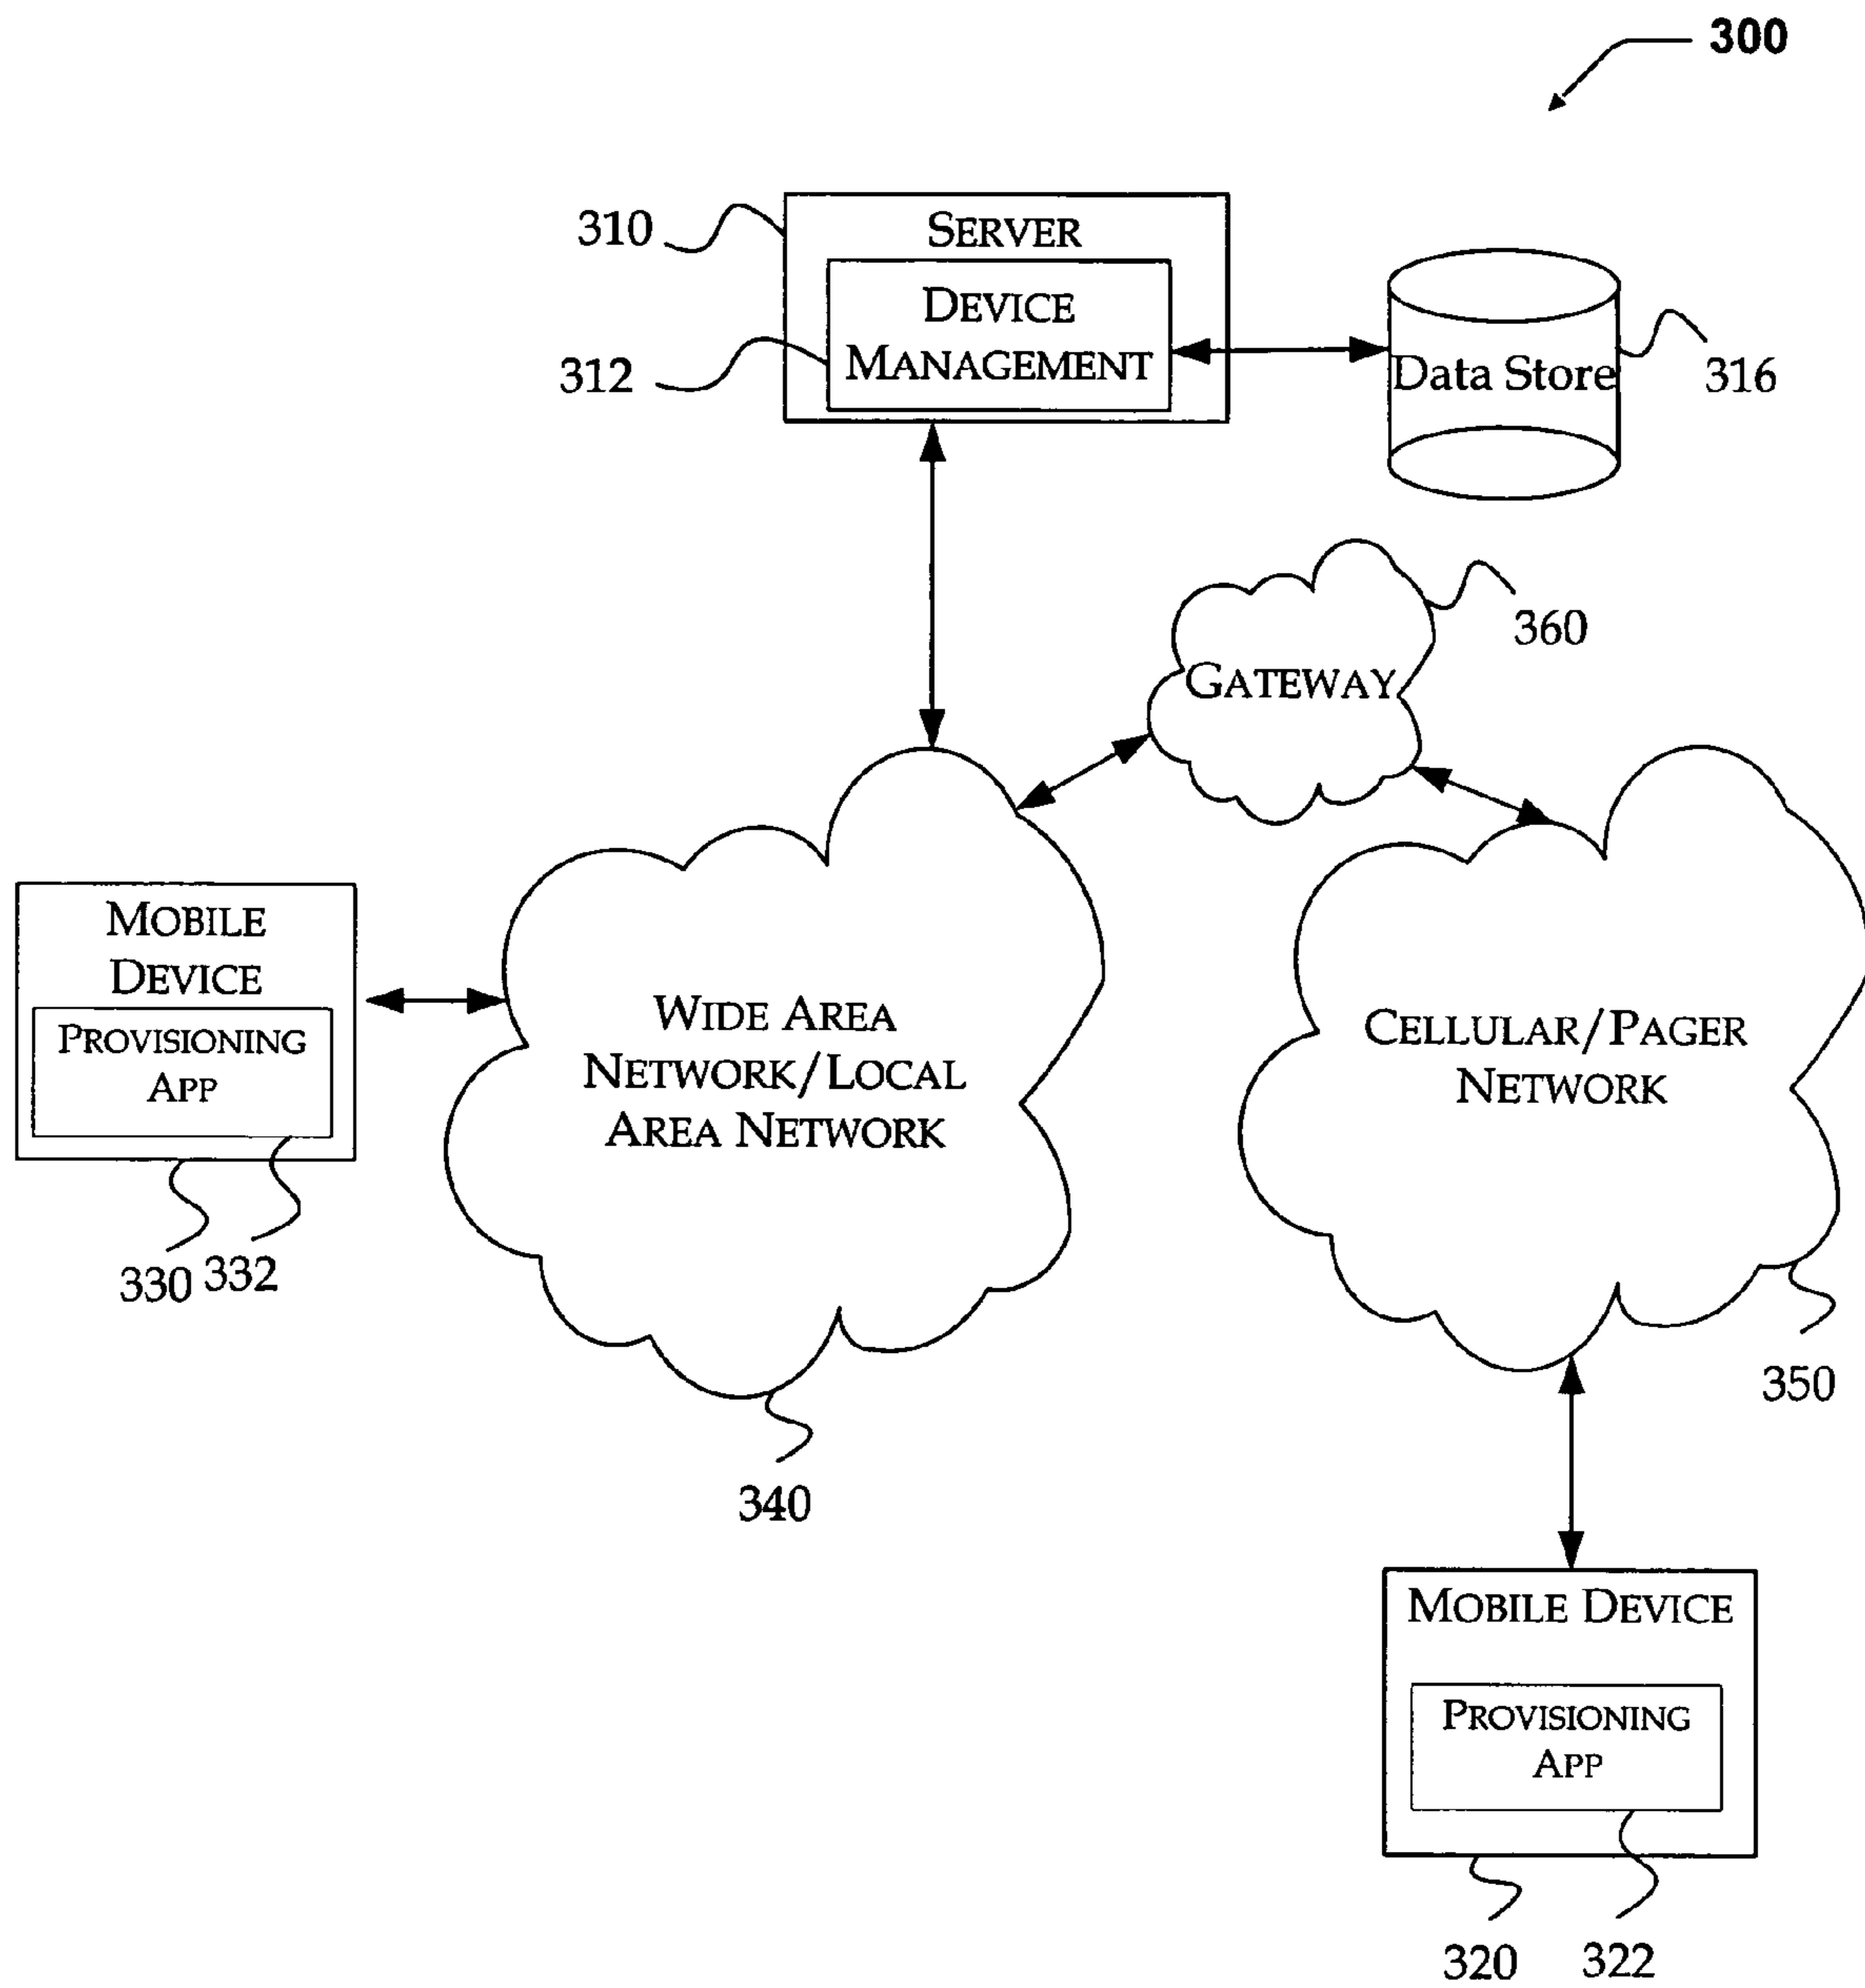 300
310
SERVER
DEVICE
MANAGEMENT
312
Data Store
316
360
GATEWAY
MOBILE
DEVICE
PROVISIONING
APP
330
332
WIDE AREA
NETWORK/LOCAL
AREA NETWORK
340
CELLULAR/PAGER
NETWORK
350
MOBILE DEVICE
PROVISIONING
APP
320
322